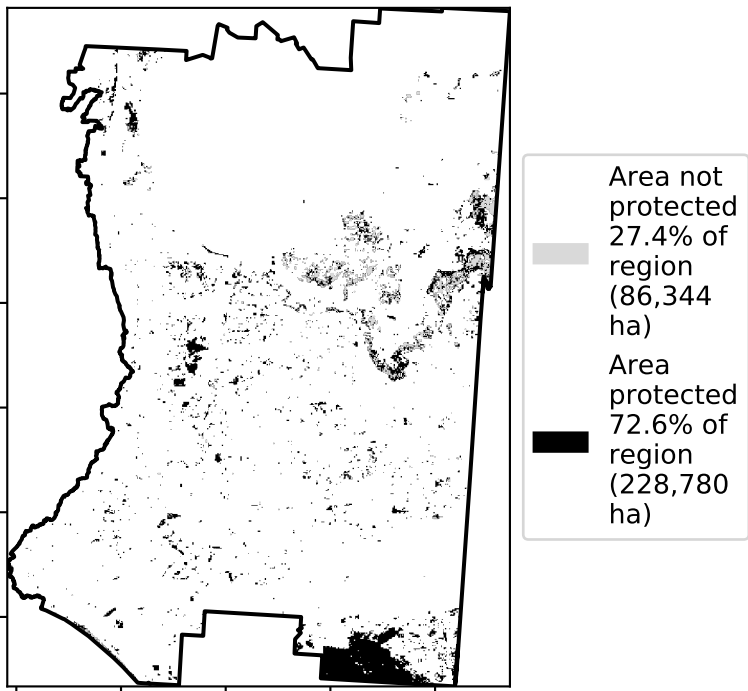 Area not
protected
27.4% of
region
(86,344
ha)
Area
protected
72.6% of
region
(228,780
ha)